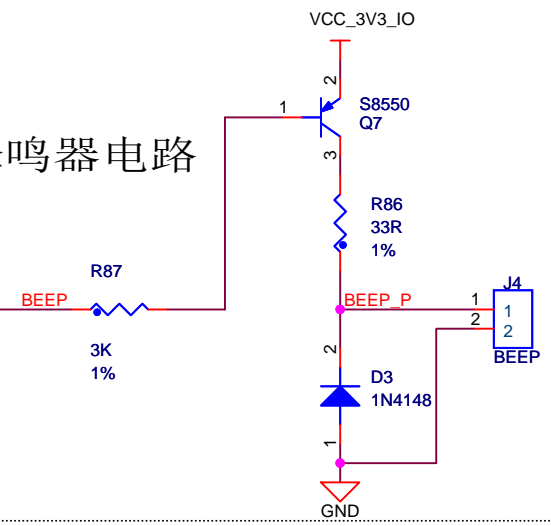 VCC_3V3_IO
2
1
S8550
Q7
鸣器电路
3
R86
33R
1%
R87
BEEP
3K
1%
BEEP_P
J4
1
1
2
2
BEEP
2
D3
1N4148
1
GND